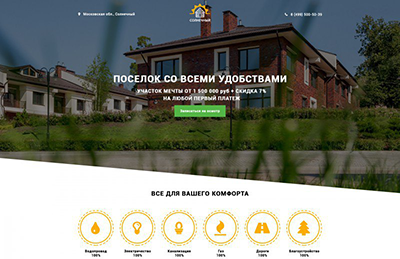 Московская обл., Солнечный
СОЛНЕЧНЫЙ
8 (499) 550-50-30
ПОСЕЛОК СО ВСЕМИ УДОБСТВАМИ
УЧАСТОК МЕЧТЫ ОТ 1 500 000 руб + СКИДКА 7%
НА ЛЮБОЙ ПЕРВЫЙ ПЛАТЕЖ
Записаться на осмотр
ВСЕ ДЛЯ ВАШЕГО КОМФОРТА
Водопровод
100%
Электричество
100%
Канализация
100%
Газ
100%
Дороги
100%
Благоустройство
100%